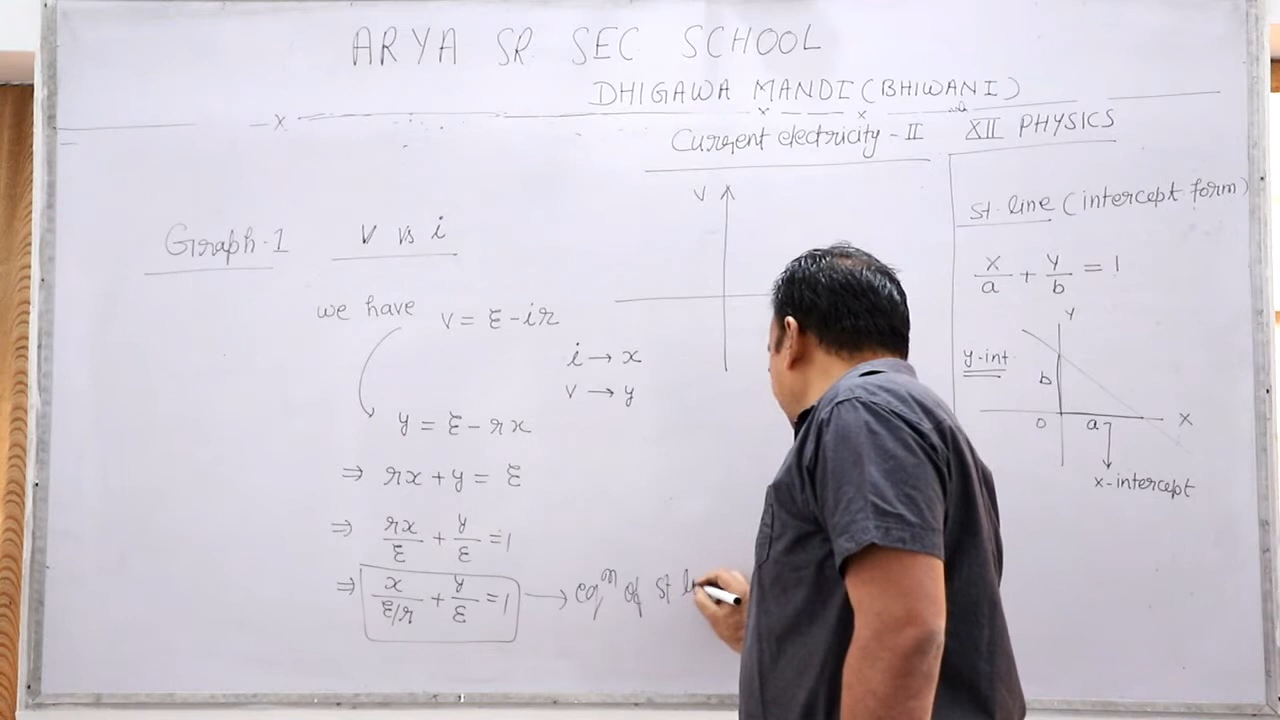 ARYA SR SEC SCHOOL
DHIGAWA MANDI (BHIWANI)
Current electricity - II XII PHYSICS
Graph-1 V vs i
we have V = ξ - ir
i → x
V → y
y = ξ - rx
⇒ rx + y = ξ
⇒ rx/ξ + y/ξ = 1
⇒ x/ξ/r + y/ξ = 1 → eqⁿ of st
V
St. line (intercept form)
x/a + y/b = 1
Y
y-int.
b
O a X
x-intercept